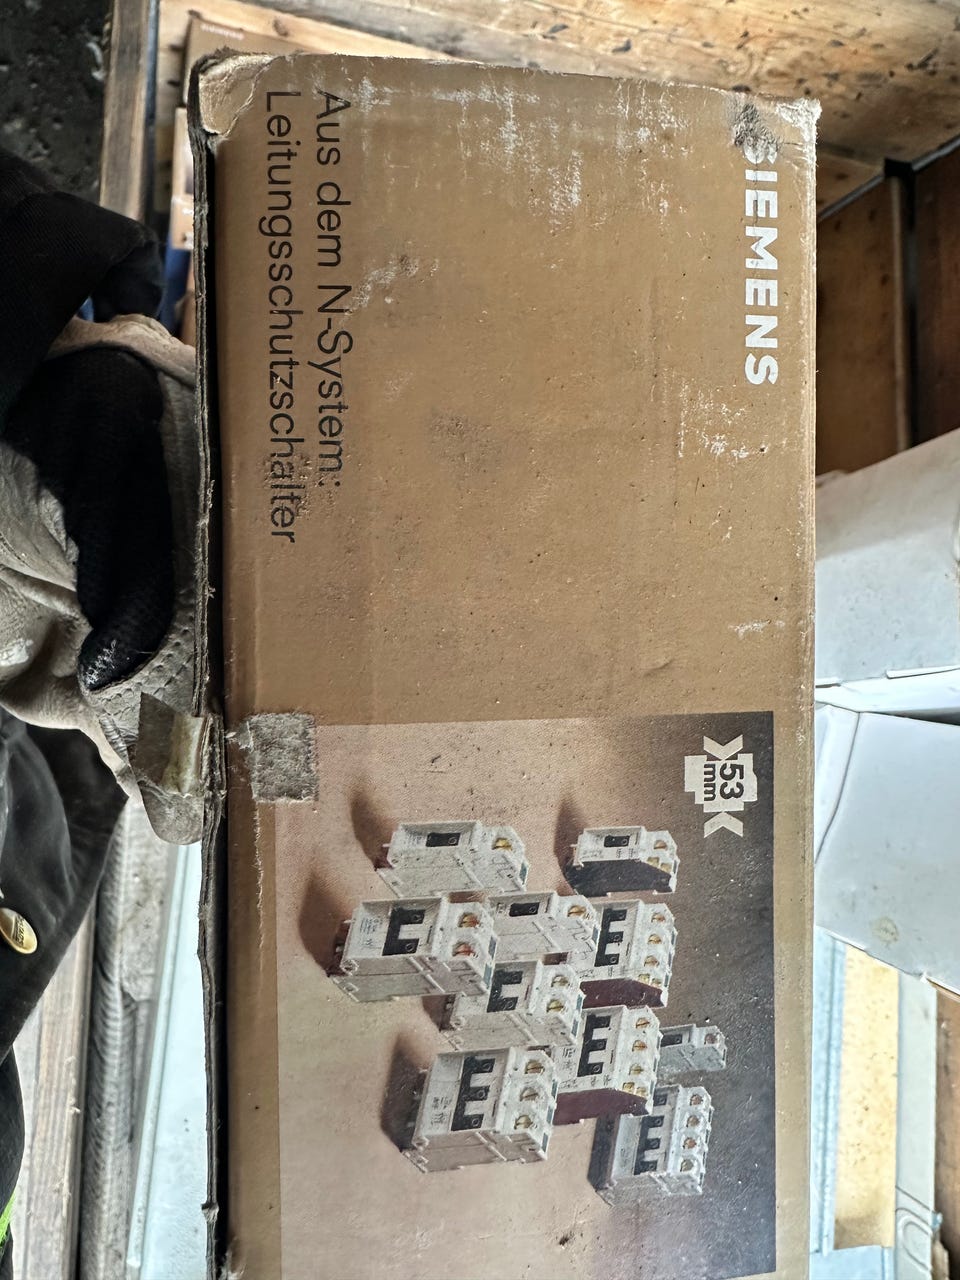 SIEMENS
Aus dem N-System:
Leitungsschutzschalter
53
mm